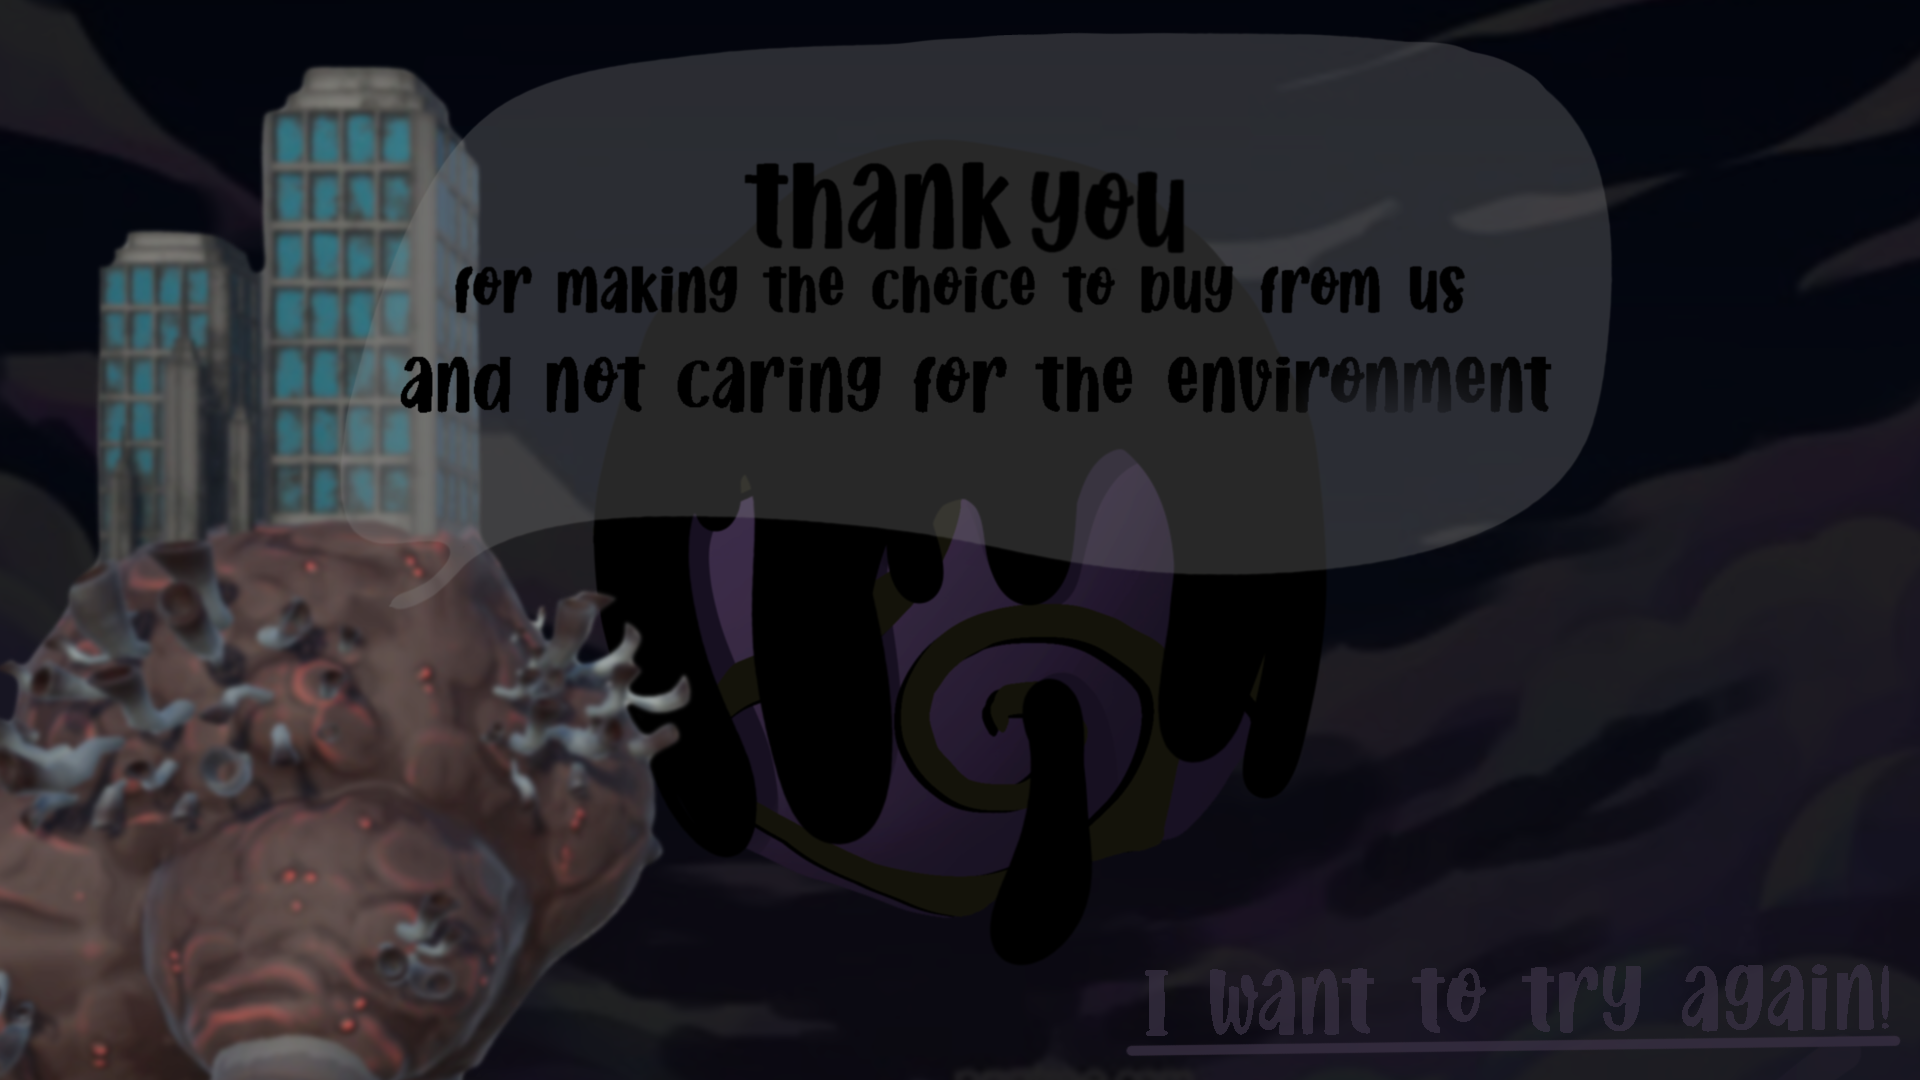 thank you
for making the choice to buy from us
and not caring for the environment
I want to try again!